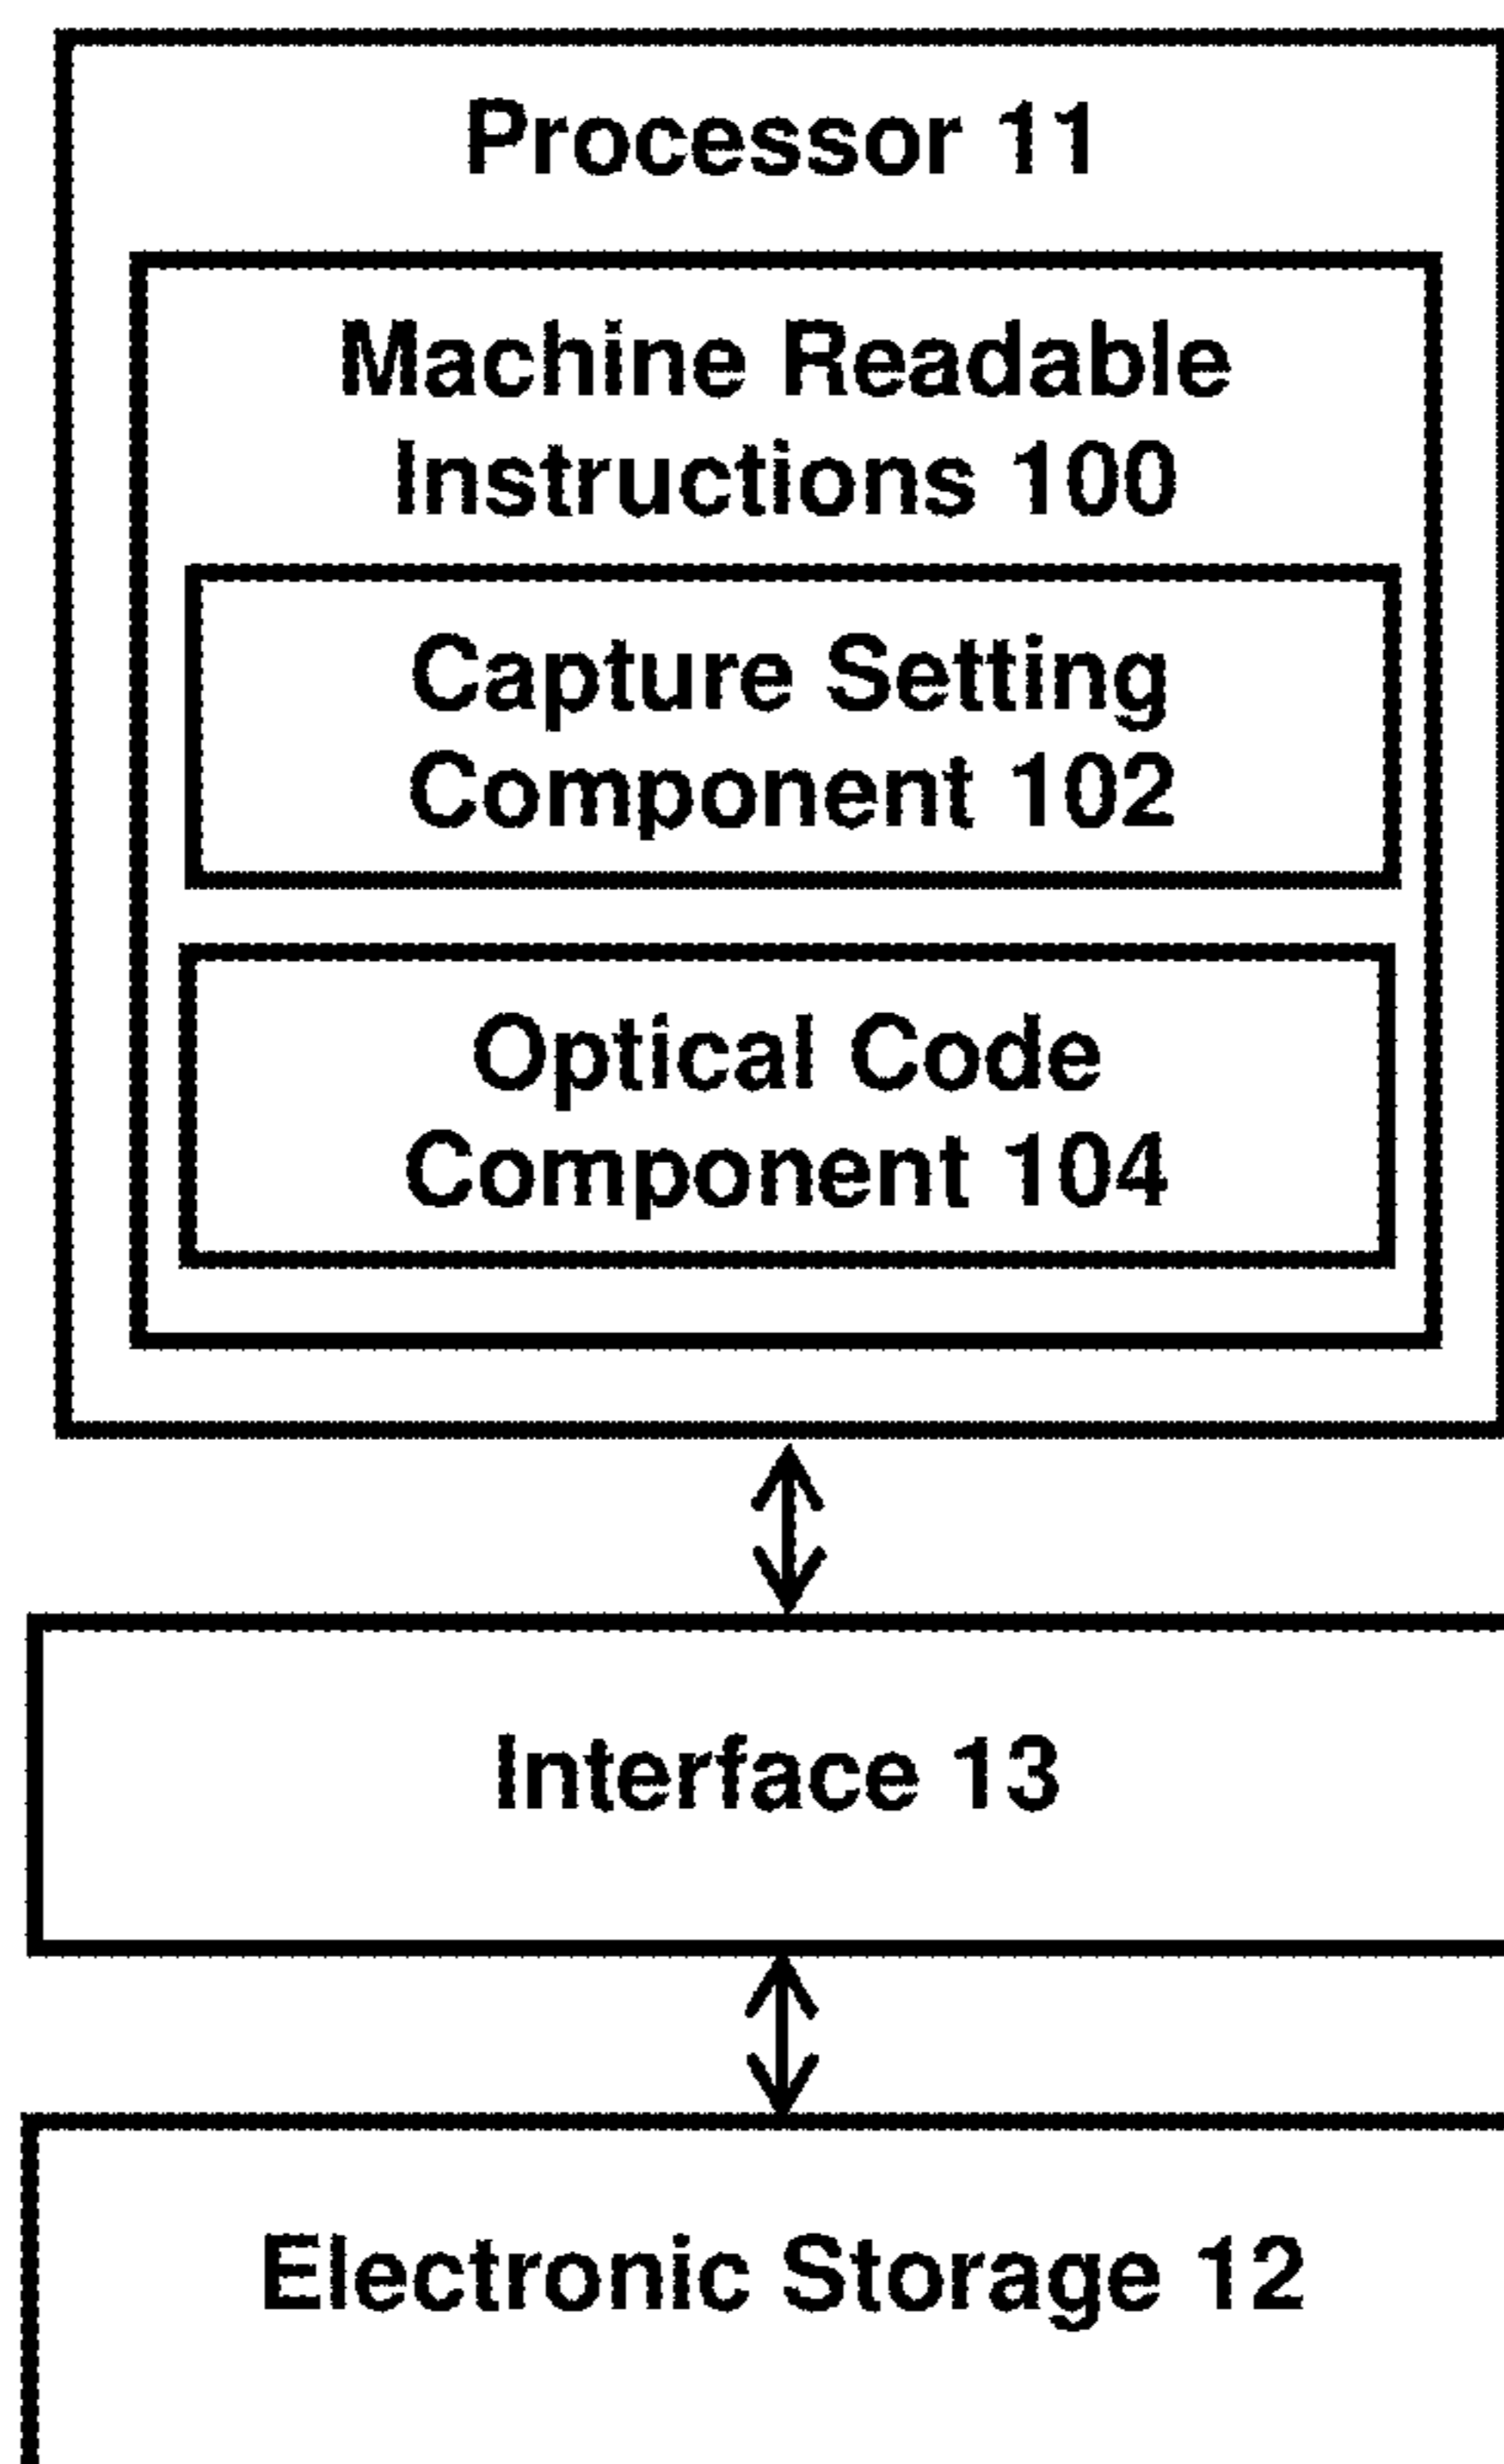 Processor 11
Machine Readable
Instructions 100
Capture Setting
Component 102
Optical Code
Component 104
Interface 13
Electronic Storage 12